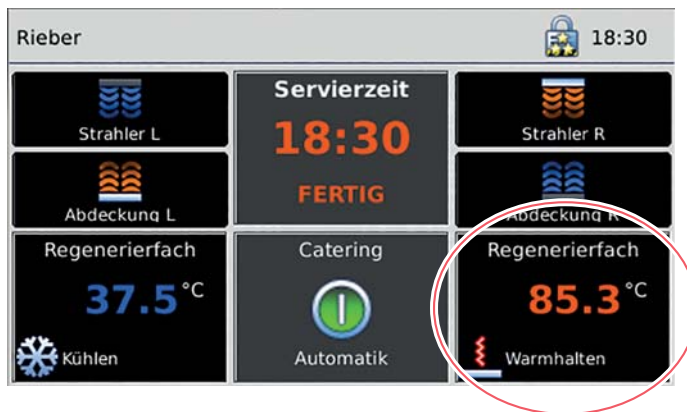 Rieber 18:30
Strahler L
Servierzeit
18:30
FERTIG
Strahler R
Abdeckung L
Abdeckung R
Regenerierfach
37.5°C
Kühlen
Catering
Automatik
Regenerierfach
85.3°C
Warmhalten